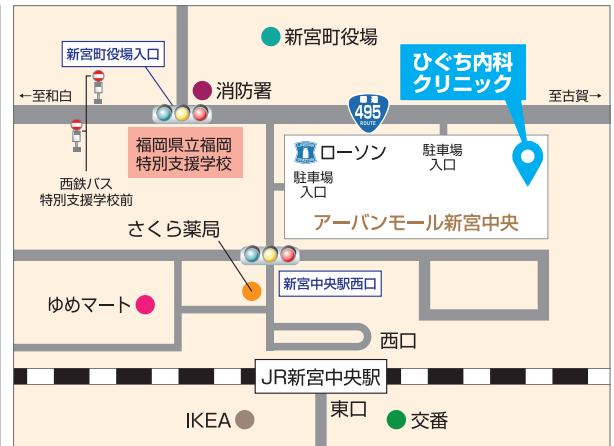 新宮町役場
ひぐち内科
クリニック
新宮町役場入口
消防署
←至和白
至古賀→
495
ROUTE
福岡県立福岡
特別支援学校
ローソン
駐車場
入口
駐車場
入口
西鉄バス
特別支援学校前
アーバンモール新宮中央
さくら薬局
新宮中央駅西口
ゆめマート
西口
JR新宮中央駅
東口
IKEA
交番